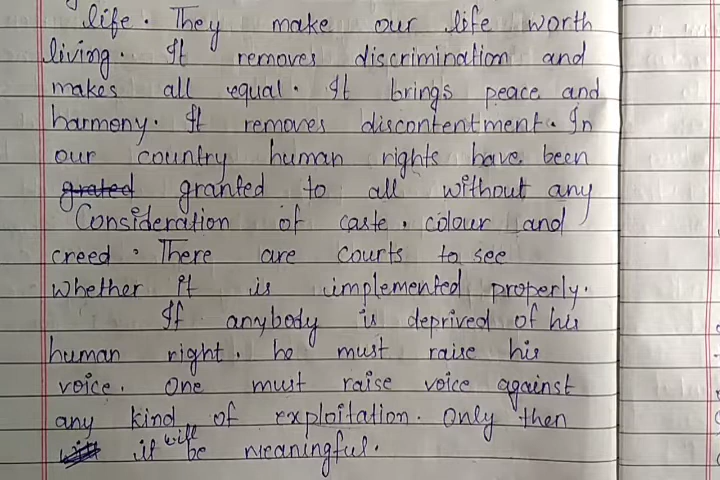 life. They make our life worth
living. It removes discrimination and
makes all equal. It brings peace and
harmony. It removes discontentment. In
our country human rights have been
grated granted to all without any
Consideration of caste, colour and
creed. There are courts to see
whether it is implemented properly.
If anybody is deprived of his
human right, he must raise his
voice. One must raise voice against
any kind of exploitation. Only then
it will be meaningful.